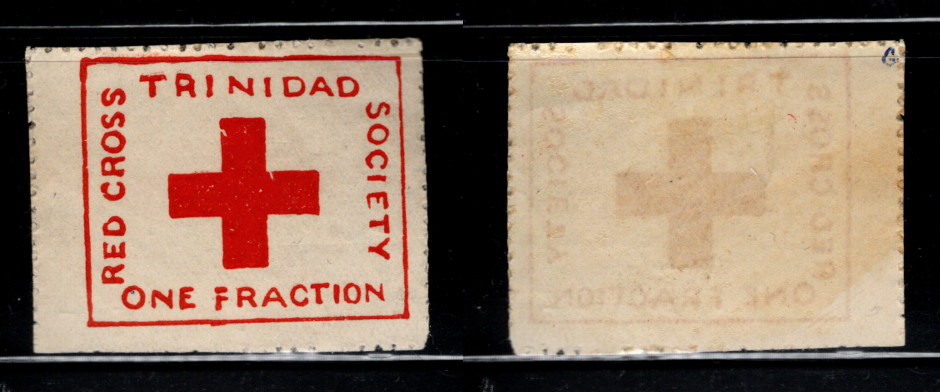 TRINIDAD
RED CROSS
SOCIETY
ONE FRACTION
G